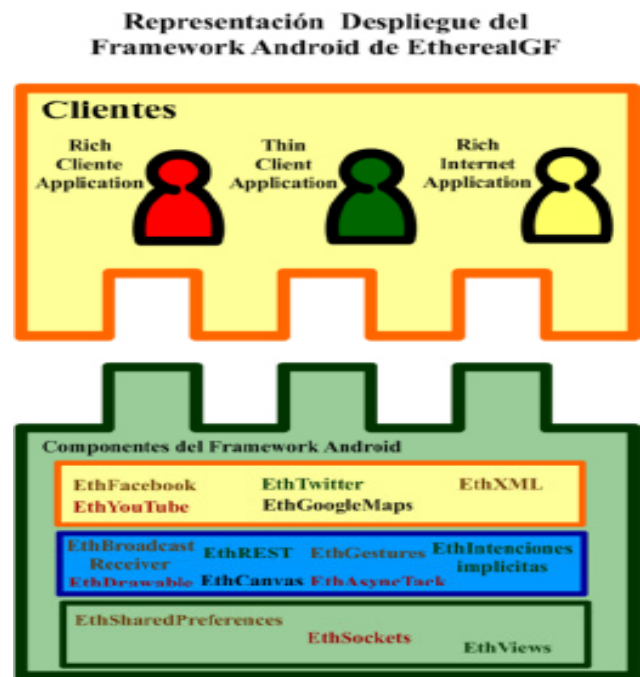 Representación Despliegue del
Framework Android de EtherealGF
Clientes
Rich
Cliente
Application
Thin
Client
Application
Rich
Internet
Application
Componentes del Framework Android
EthFacebook
EthTwitter
EthXML
EthYouTube
EthGoogleMaps
EthBroadcast
Receiver
EthREST
EthGestures
EthIntenciones
implicitas
EthDrawable
EthCanvas
EthAsyncTack
EthSharedPreferences
EthSockets
EthViews